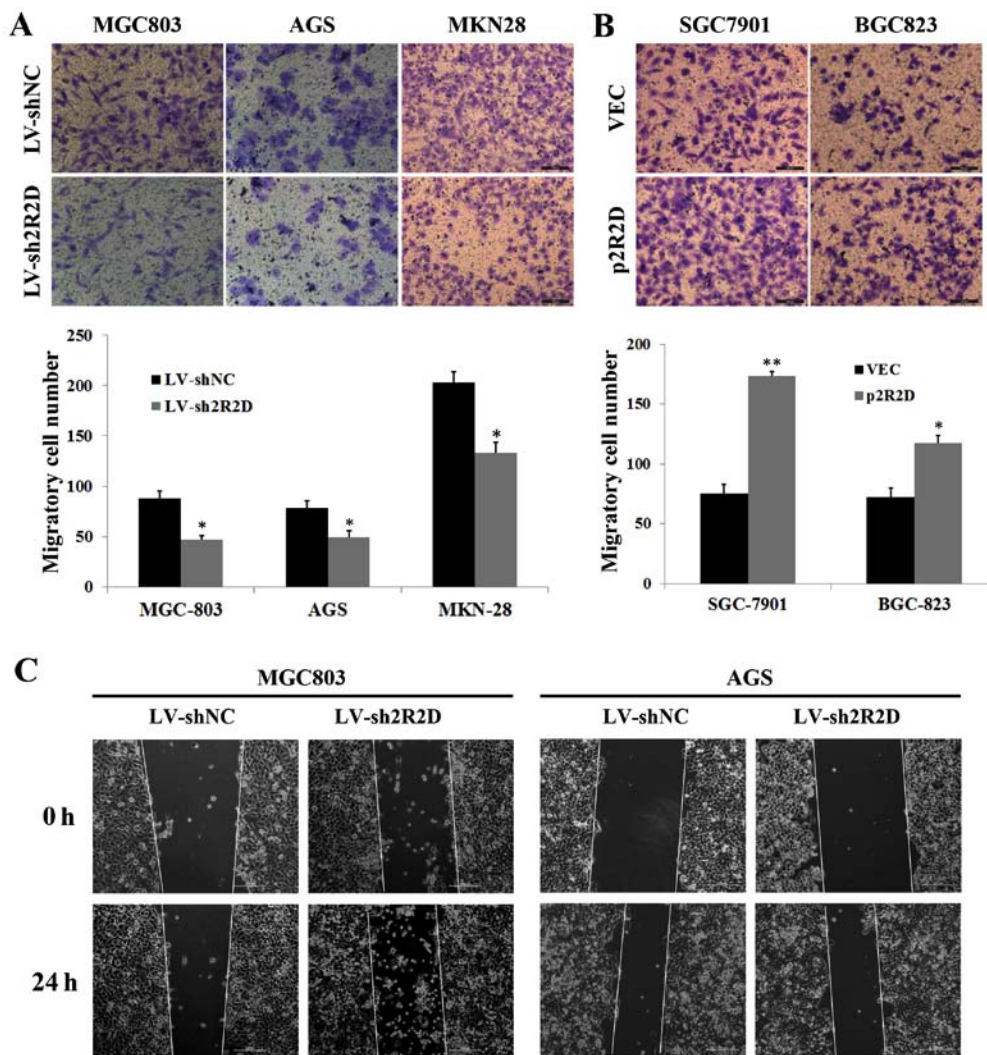 A
MGC803 AGS MKN28
LV-shNC
LV-sh2R2D
250
200
150
100
50
0
Migratory cell number
LV-shNC
LV-sh2R2D
*
*
*
MGC-803 AGS MKN-28
B
SGC7901 BGC823
VEC
p2R2D
200
150
100
50
0
Migratory cell number
VEC
p2R2D
**
*
SGC-7901 BGC-823
C
MGC803 AGS
LV-shNC LV-sh2R2D LV-shNC LV-sh2R2D
0 h
24 h